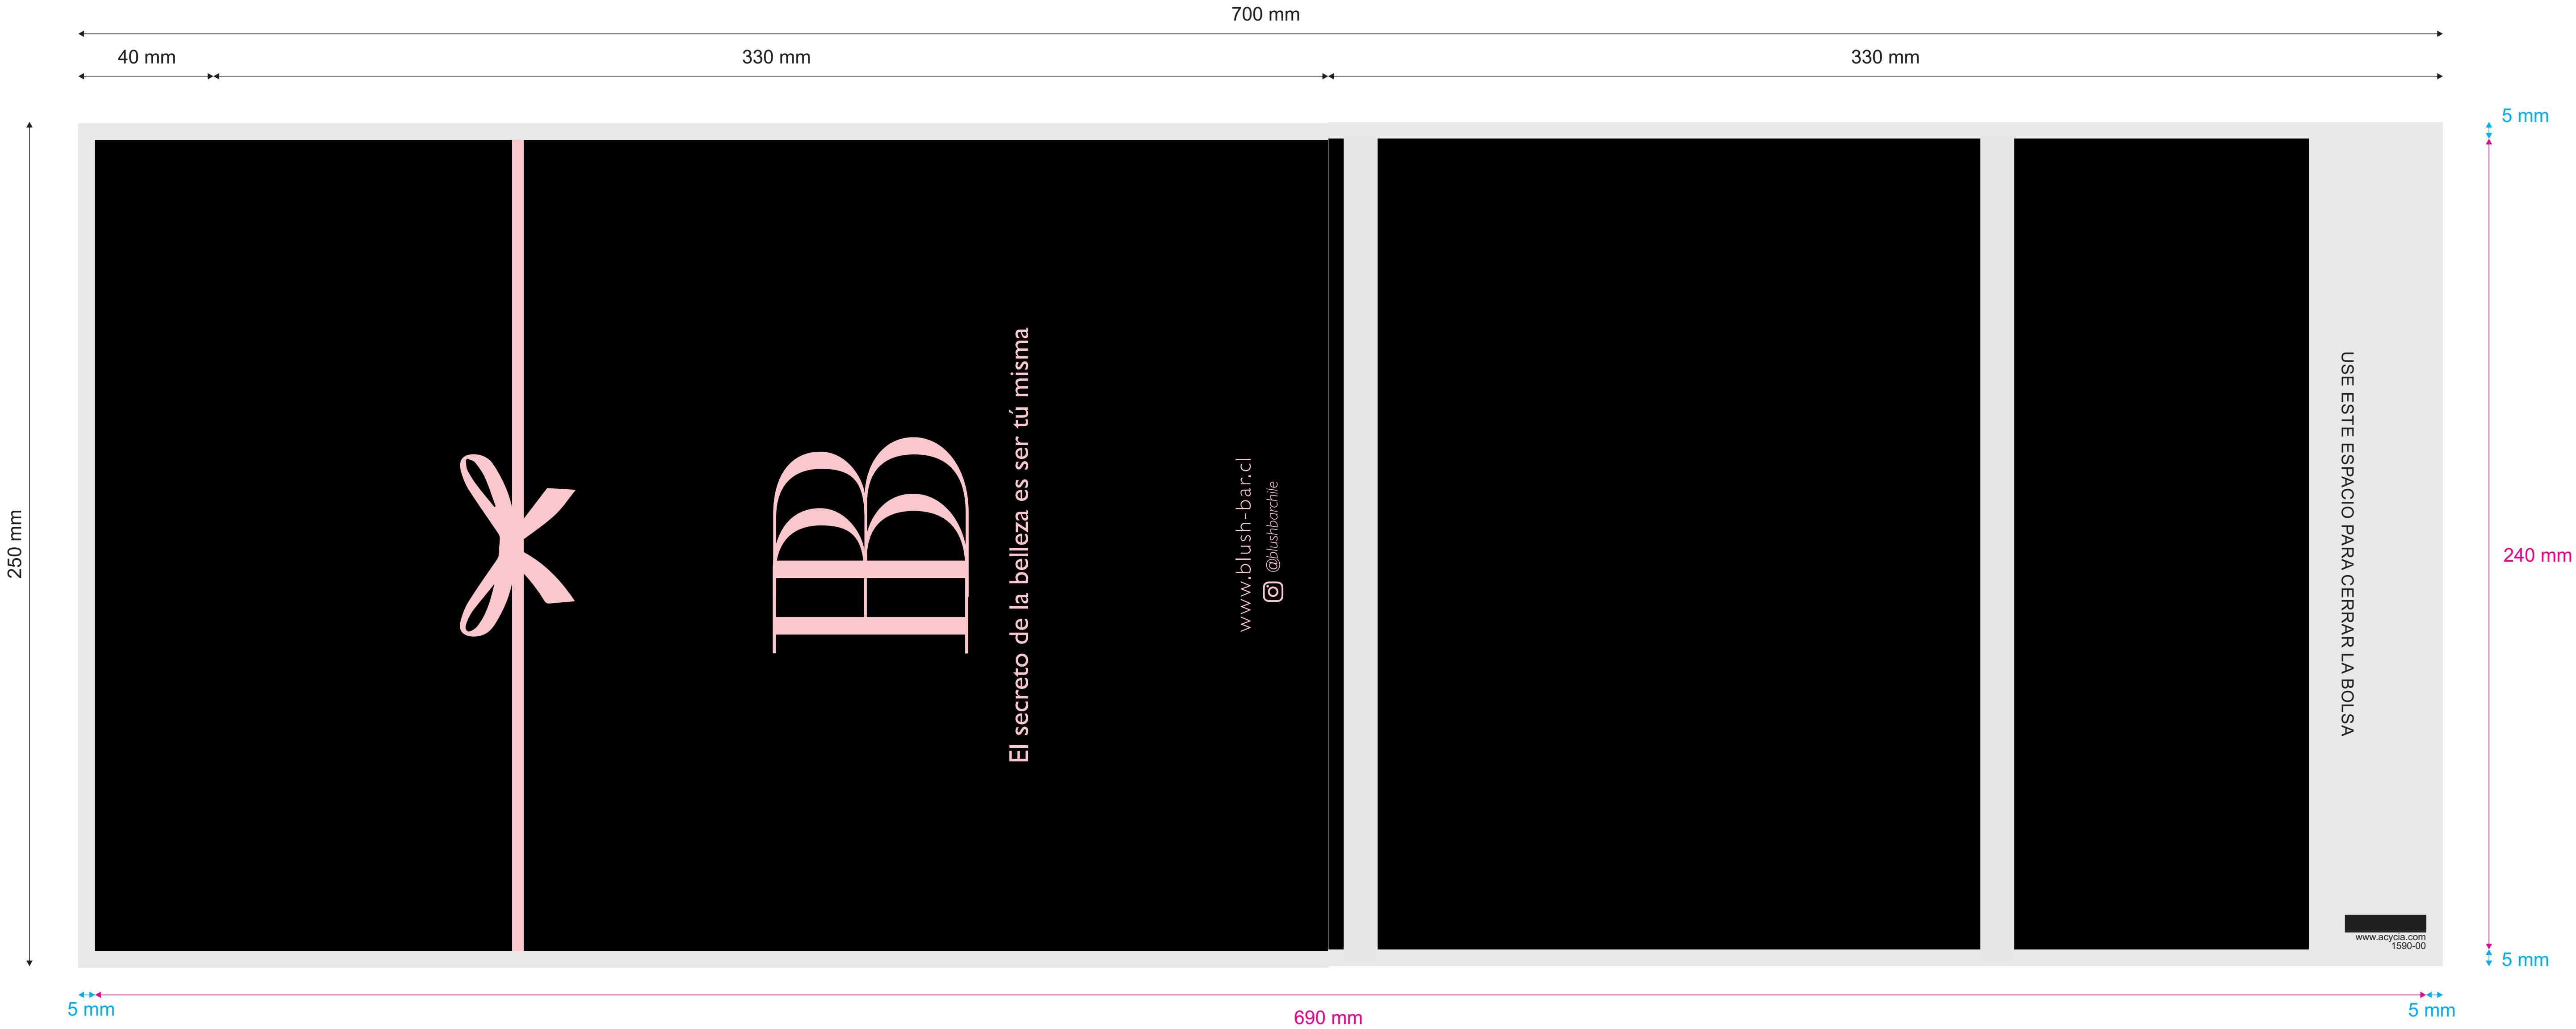 700 mm
40 mm
330 mm
330 mm
5 mm
250 mm
BB
El secreto de la belleza es ser tú misma
www.blush-bar.cl
@blushbarchile
USE ESTE ESPACIO PARA CERRAR LA BOLSA
240 mm
www.acycia.com
1590-00
5 mm
5 mm
690 mm
5 mm